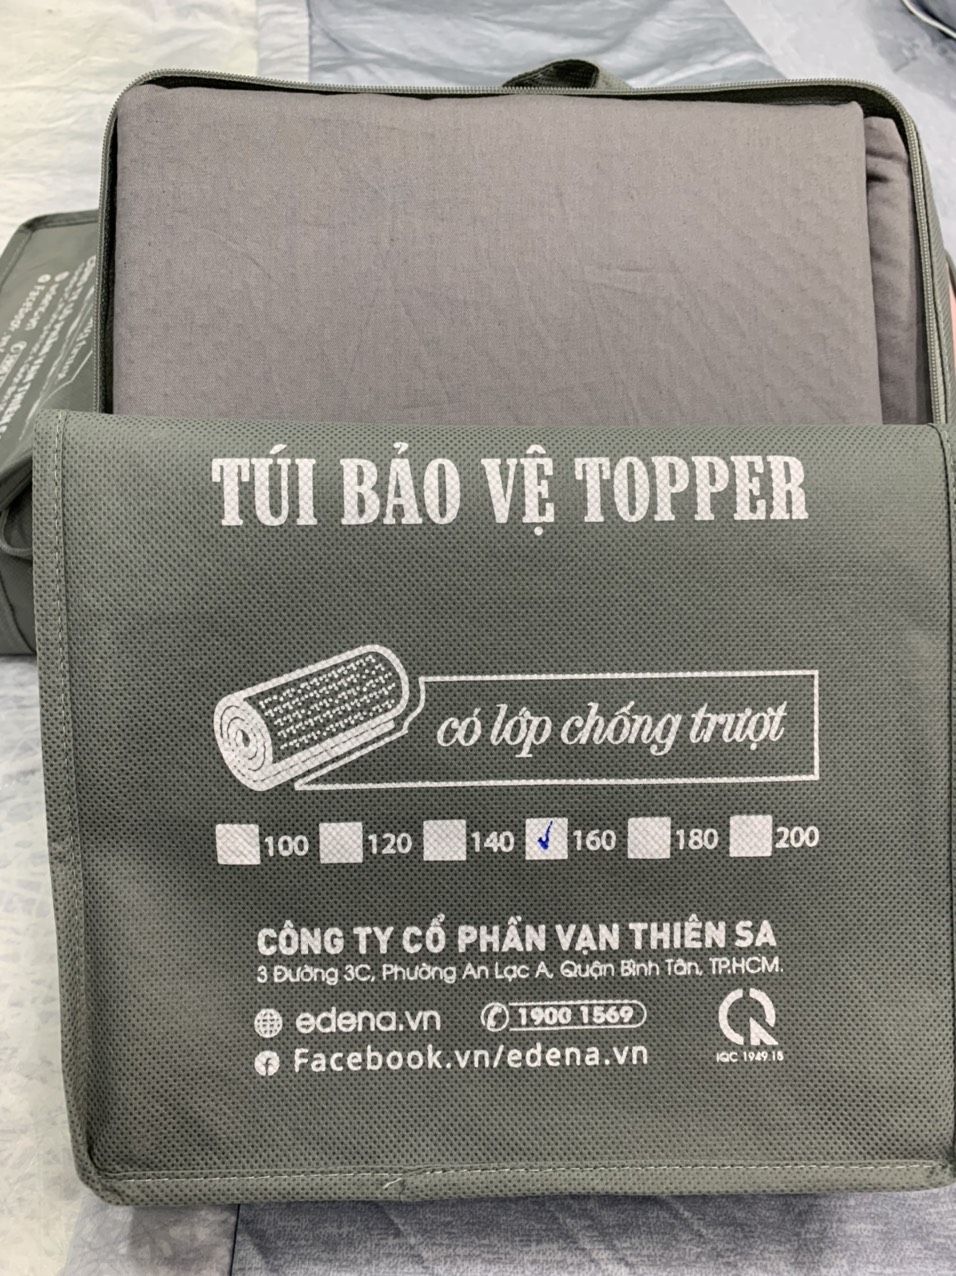 TÚI BẢO VỆ TOPPER
có lớp chống trượt
100 120 140 160 180 200
CÔNG TY CỔ PHẦN VẠN THIÊN SA
3 Đường 3C, Phường An Lạc A, Quận Bình Tân, TP.HCM.
edena.vn 1900 1569
Facebook.vn/edena.vn
IQC 1949.18